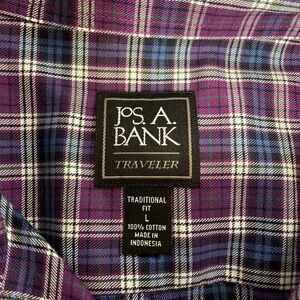 JOS. A.
BANK
TRAVELER
TRADITIONAL
FIT
L
100% COTTON
MADE IN
INDONESIA